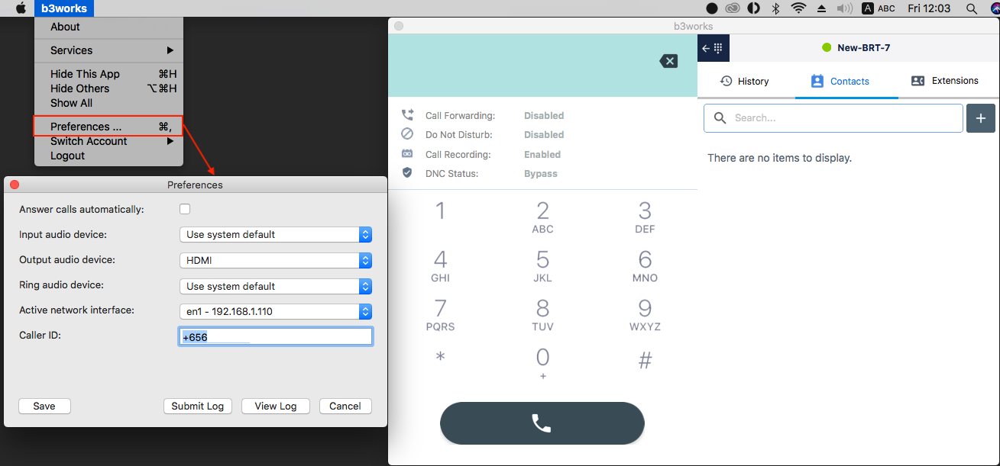 b3works
A ABC Fri 12:03
About
Services
Hide This App ⌘H
Hide Others ⌥⌘H
Show All
Preferences ... ⌘,
Switch Account
Logout
Preferences
Answer calls automatically:
Input audio device: Use system default
Output audio device: HDMI
Ring audio device: Use system default
Active network interface: en1 - 192.168.1.110
Caller ID: +656
Save Submit Log View Log Cancel
b3works
New-BRT-7
History Contacts Extensions
Search...
+
There are no items to display.
Call Forwarding: Disabled
Do Not Disturb: Disabled
Call Recording: Enabled
DNC Status: Bypass
1 2 3
ABC DEF
4 5 6
GHI JKL MNO
7 8 9
PQRS TUV WXYZ
* 0 #
+